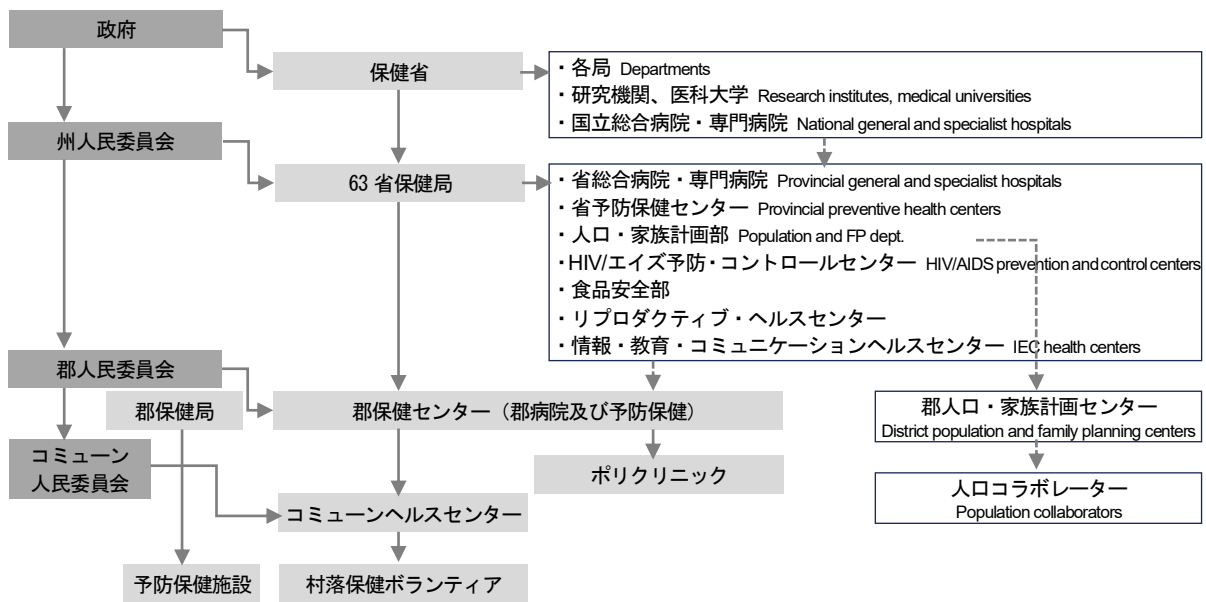 政府
保健省
・各局 Departments
・研究機関、医科大学 Research institutes, medical universities
・国立総合病院・専門病院 National general and specialist hospitals
州人民委員会
63 省保健局
・省総合病院・専門病院 Provincial general and specialist hospitals
・省予防保健センター Provincial preventive health centers
・人口・家族計画部 Population and FP dept.
・HIV/エイズ予防・コントロールセンター HIV/AIDS prevention and control centers
・食品安全部
・リプロダクティブ・ヘルスセンター
・情報・教育・コミュニケーションヘルスセンター IEC health centers
郡人民委員会
郡保健局
郡保健センター（郡病院及び予防保健）
郡人口・家族計画センター
District population and family planning centers
コミューン
人民委員会
ポリクリニック
人口コラボレーター
Population collaborators
コミューンヘルスセンター
予防保健施設
村落保健ボランティア